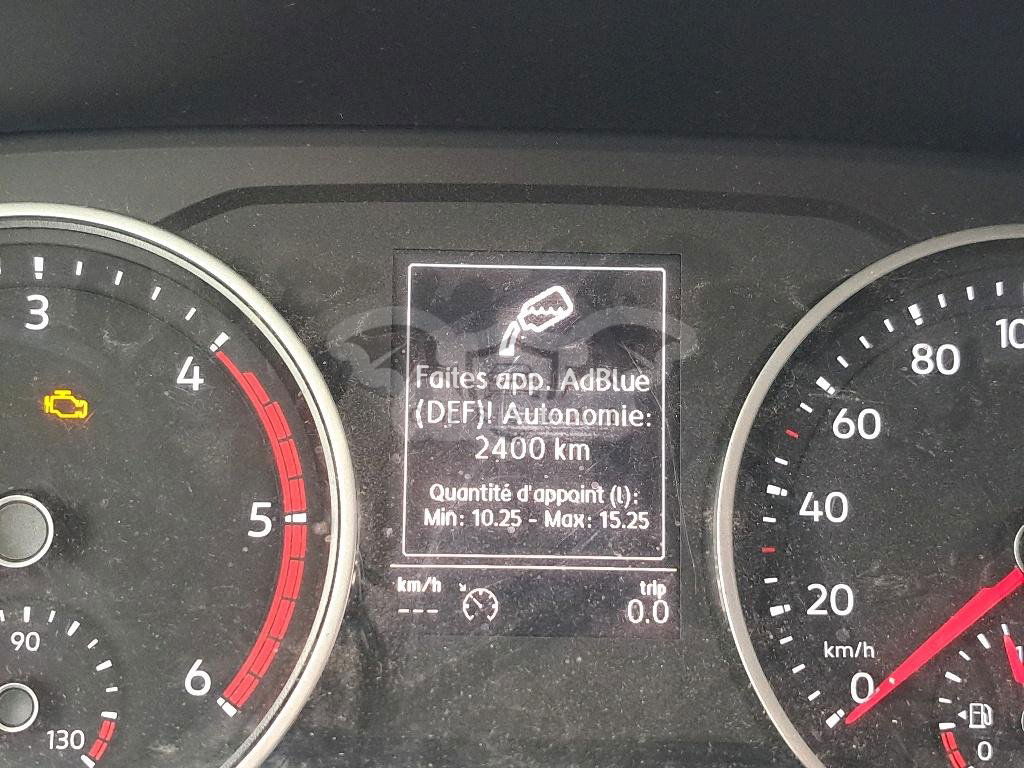 Faites app. AdBlue
(DEF)! Autonomie:
2400 km
Quantité d'appoint (l):
Min: 10.25 - Max: 15.25
km/h
trip
--- 
0.0
3
4
5
6
90
130
80
60
40
20
km/h
0
0